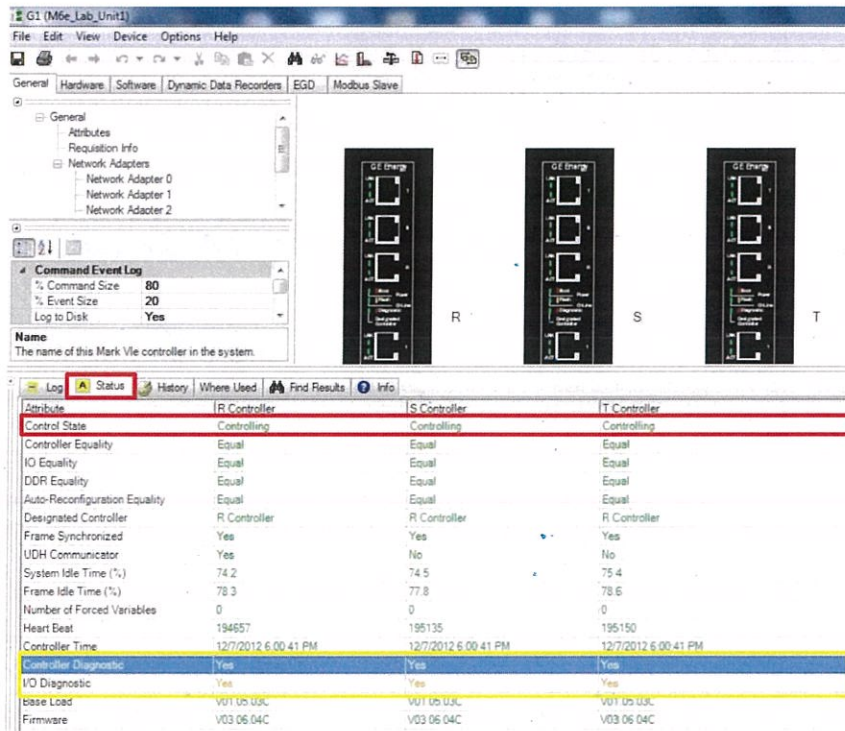 G1 (M6e_Lab_Unit1)
File Edit View Device Options Help
General Hardware Software Dynamic Data Recorders EGD Modbus Slave
General
Attributes
Requisition Info
Network Adapters
Network Adapter 0
Network Adapter 1
Network Adapter 2
Command Event Log
% Command Size 80
% Event Size 20
Log to Disk Yes
Name
The name of this Mark VIe controller in the system.
GE Energy
R
GE Energy
S
GE Energy
T
Log Status History Where Used Find Results Info
Attribute R Controller S Controller T Controller
Control State Controlling Controlling Controlling
Controller Equality Equal Equal Equal
IO Equality Equal Equal Equal
DDR Equality Equal Equal Equal
Auto-Reconfiguration Equality Equal Equal Equal
Designated Controller R Controller R Controller R Controller
Frame Synchronized Yes Yes Yes
UDH Communicator Yes No No
System Idle Time (%) 74.2 74.5 75.4
Frame Idle Time (%) 78.3 77.8 78.6
Number of Forced Variables 0 0 0
Heart Beat 194657 195135 195150
Controller Time 12/7/2012 6:00:41 PM 12/7/2012 6:00:41 PM 12/7/2012 6:00:41 PM
Controller Diagnostic Yes Yes Yes
I/O Diagnostic Yes Yes Yes
Base Load V01.05.03C V01.05.03C V01.05.03C
Firmware V03.06.04C V03.06.04C V03.06.04C